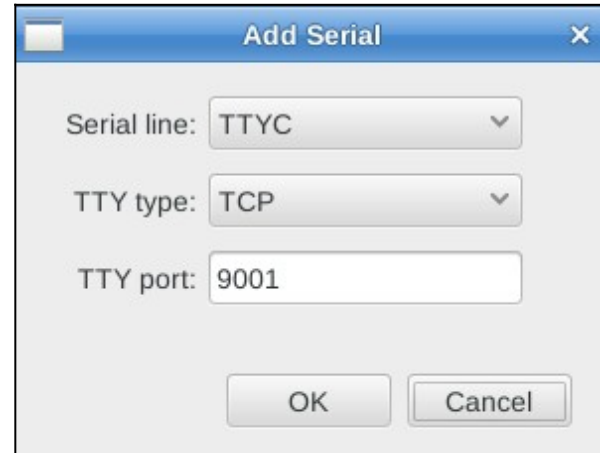 Add Serial
Serial line: TTYC
TTY type: TCP
TTY port: 9001
OK Cancel